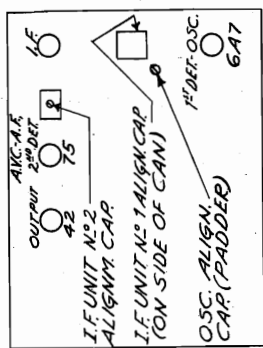 OUTPUT
42
A.V.C.-A.F.
2ND DET.
75
I.F.
I.F. UNIT Nº 2
ALIGNM. CAP.
I.F. UNIT Nº 1 ALIGN. CAP.
(ON SIDE OF CAN)
OSC. ALIGN.
CAP. (PADDER)
1ST DET.-OSC.
6A7